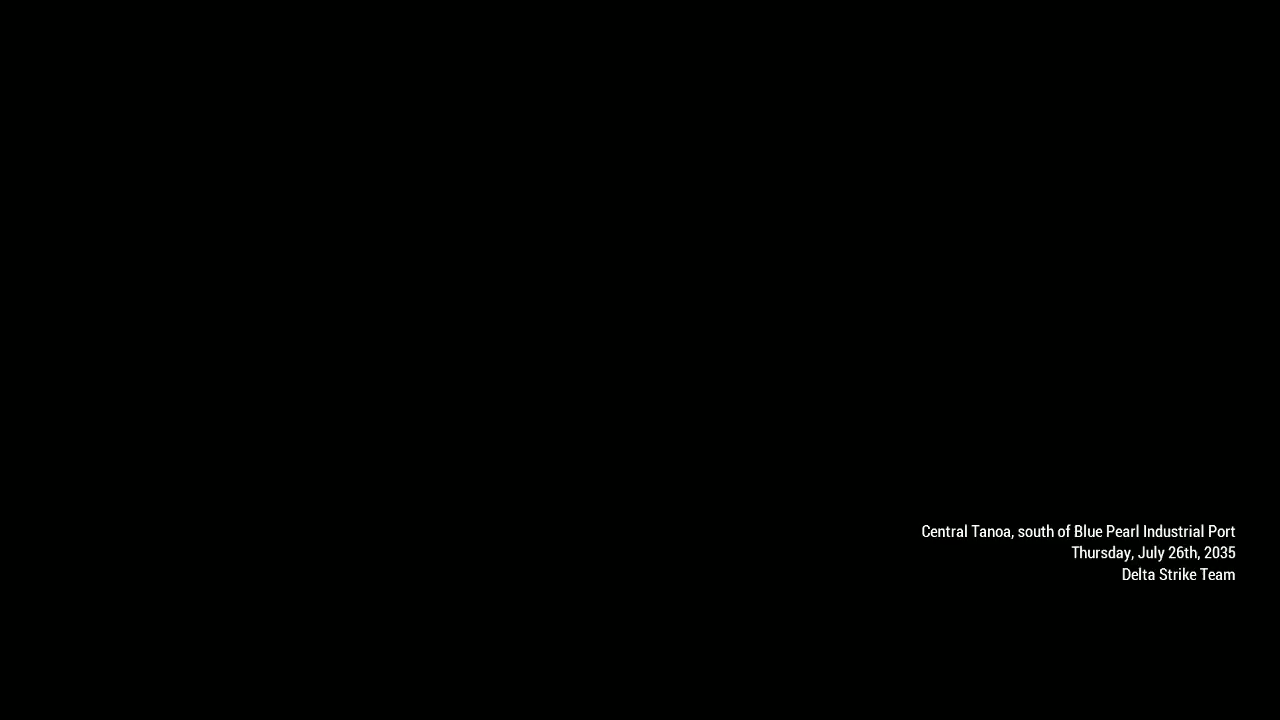 Central Tanoa, south of Blue Pearl Industrial Port
Thursday, July 26th, 2035
Delta Strike Team